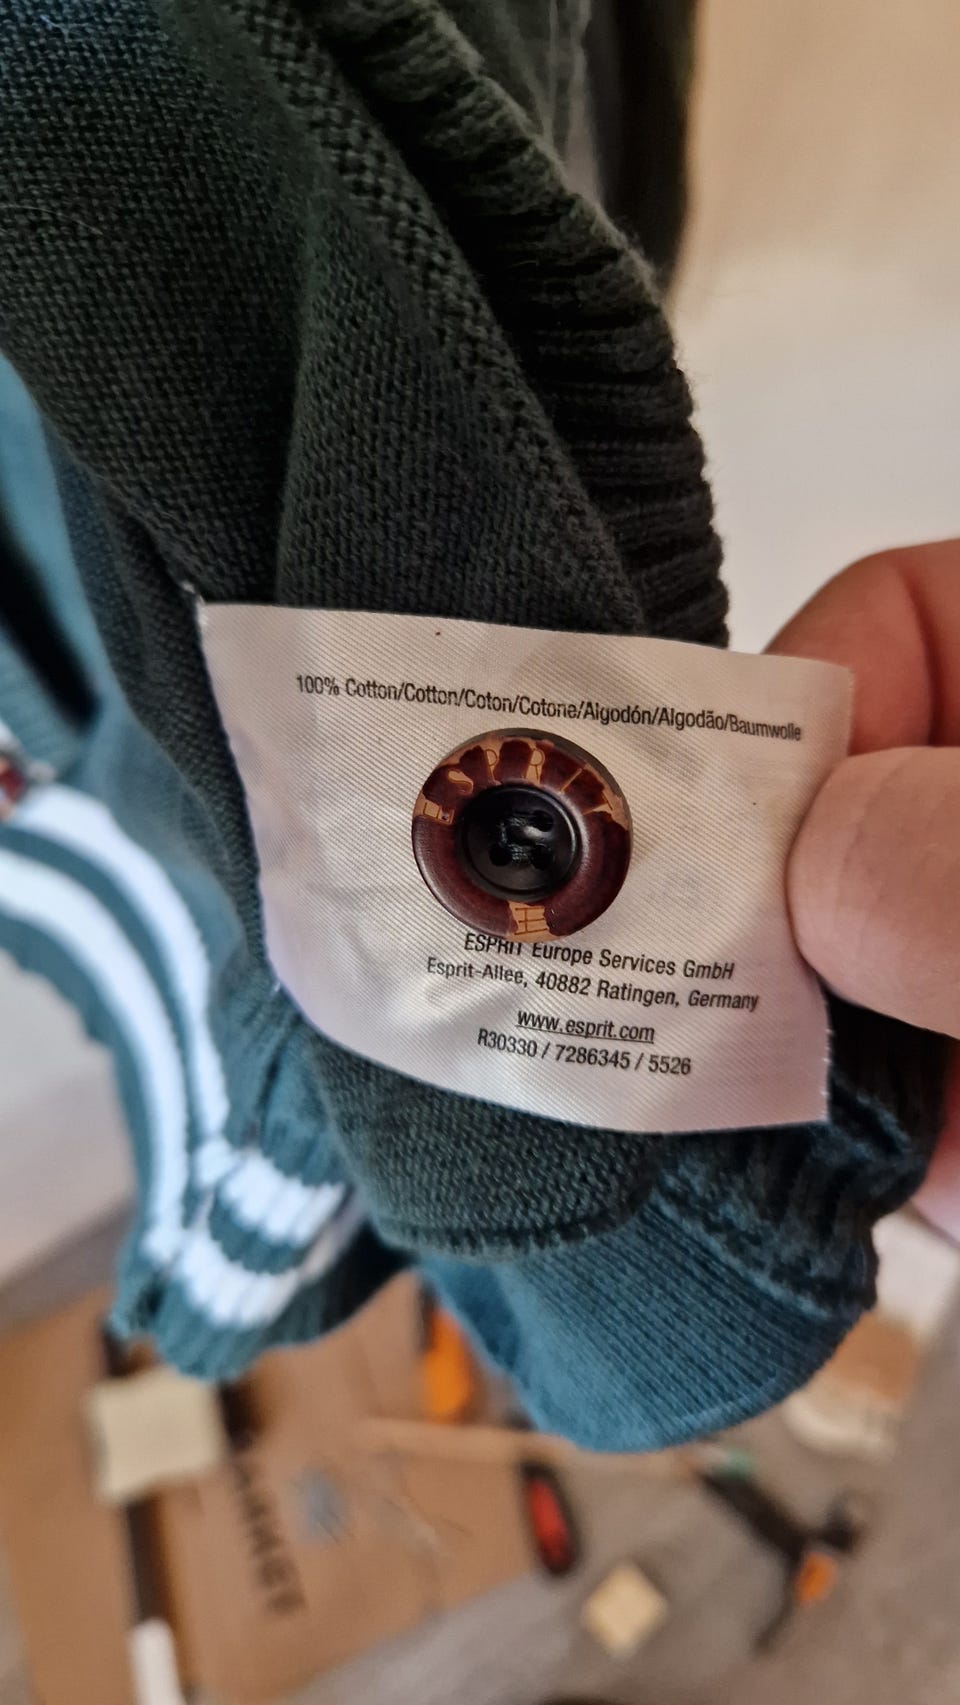 100% Cotton/Cotton/Coton/Cotone/Algodón/Algodão/Baumwolle
ESPRIT
ESPRIT Europe Services GmbH
Esprit-Allee, 40882 Ratingen, Germany
www.esprit.com
R30330 / 7286345 / 5526